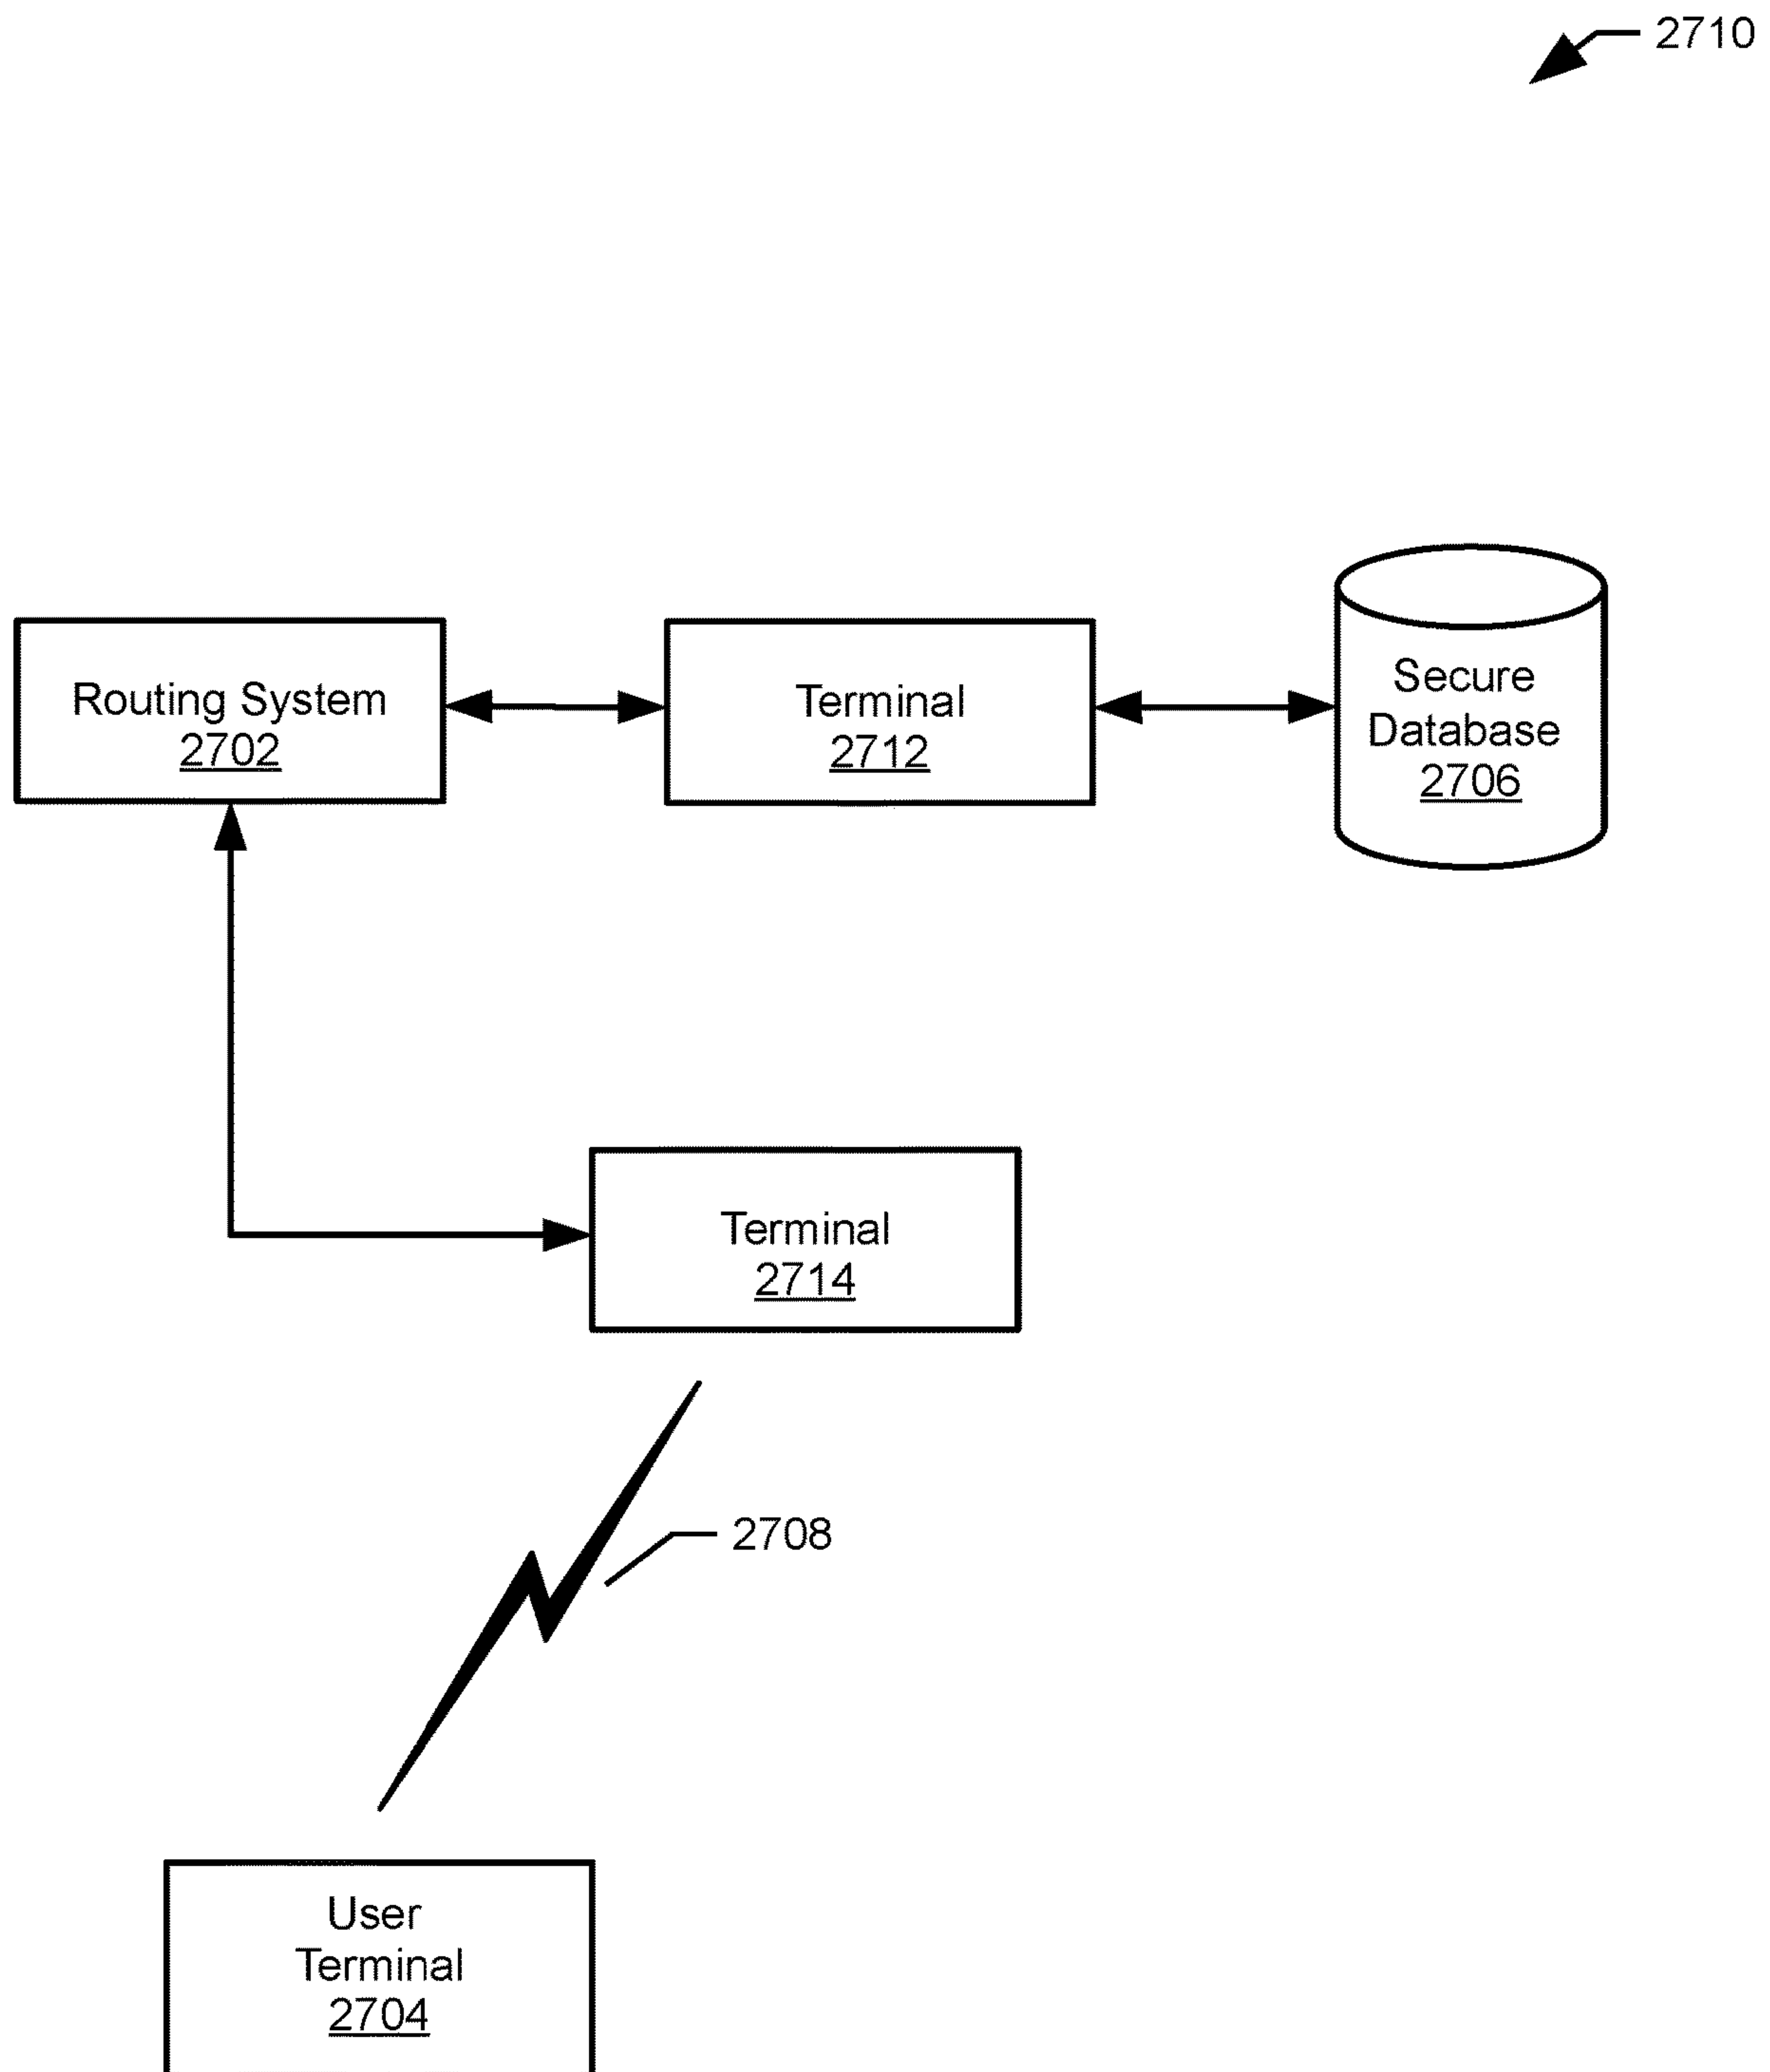 2710
Routing System
2702
Terminal
2712
Secure
Database
2706
Terminal
2714
2708
User
Terminal
2704